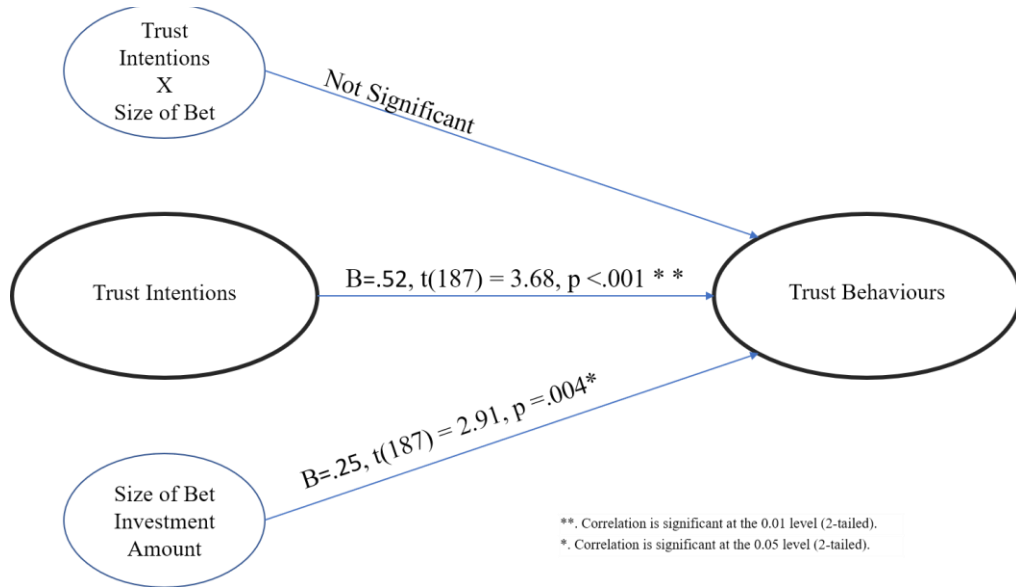 Trust
Intentions
X
Size of Bet
Not Significant
Trust Intentions
B=.52, t(187) = 3.68, p <.001 * *
Trust Behaviours
B=.25, t(187) = 2.91, p =.004*
Size of Bet
Investment
Amount
**. Correlation is significant at the 0.01 level (2-tailed).
*. Correlation is significant at the 0.05 level (2-tailed).